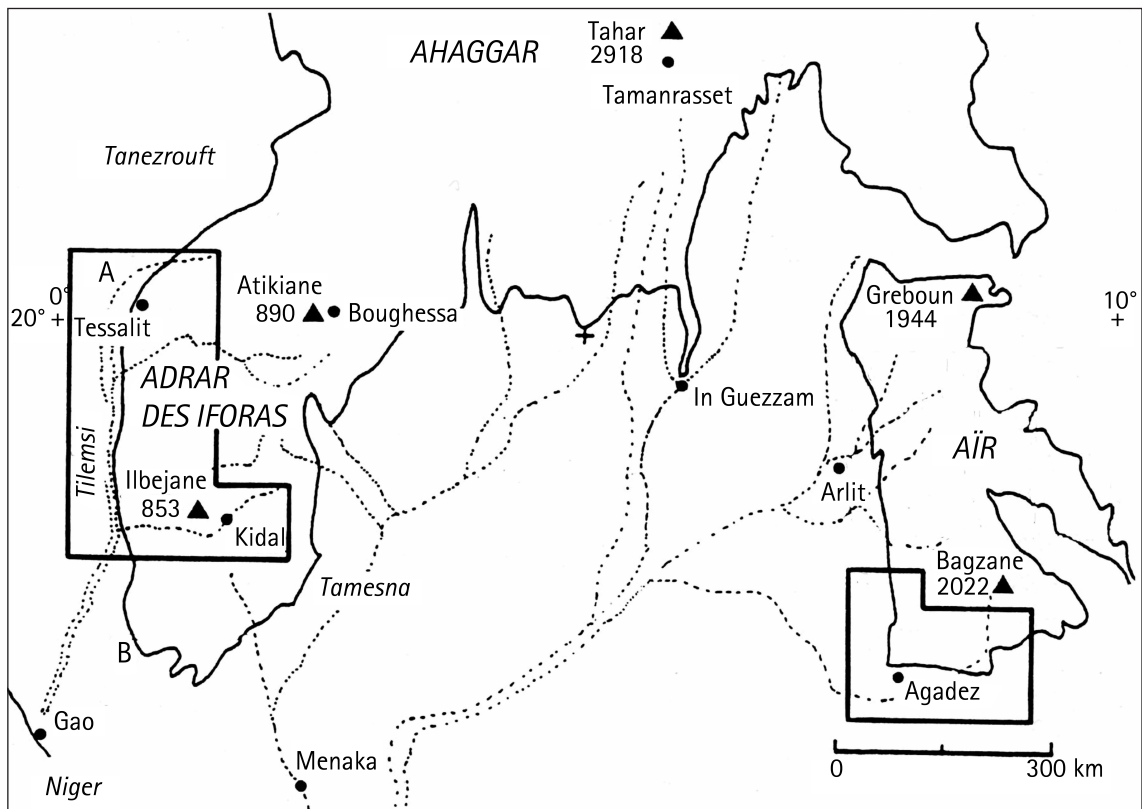 AHAGGAR
Tahar
2918
Tamanrasset
Tanezrouft
A
0°
20° +
Tessalit
Atikiane
890
Boughessa
Greboun
1944
10°
+
ADRAR
DES IFORAS
In Guezzam
Tilemsi
AÏR
Ilbejane
853
Kidal
Arlit
Tamesna
Bagzane
2022
B
Agadez
Gao
Menaka
Niger
0
300 km